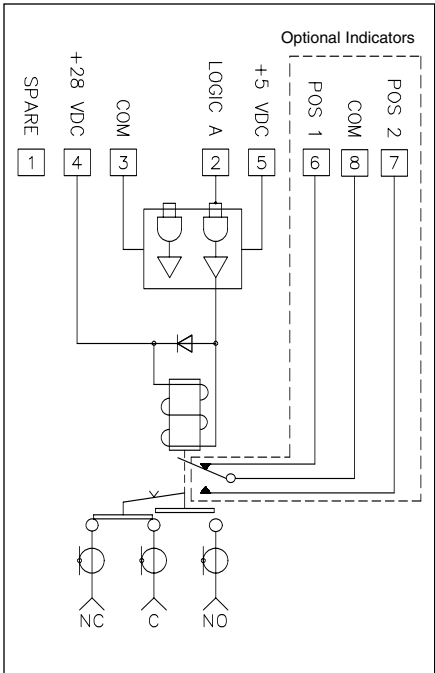 Optional Indicators
SPARE
+28 VDC
COM
LOGIC A
+5 VDC
POS 1
COM
POS 2
1
4
3
2
5
6
8
7
NC
C
NO